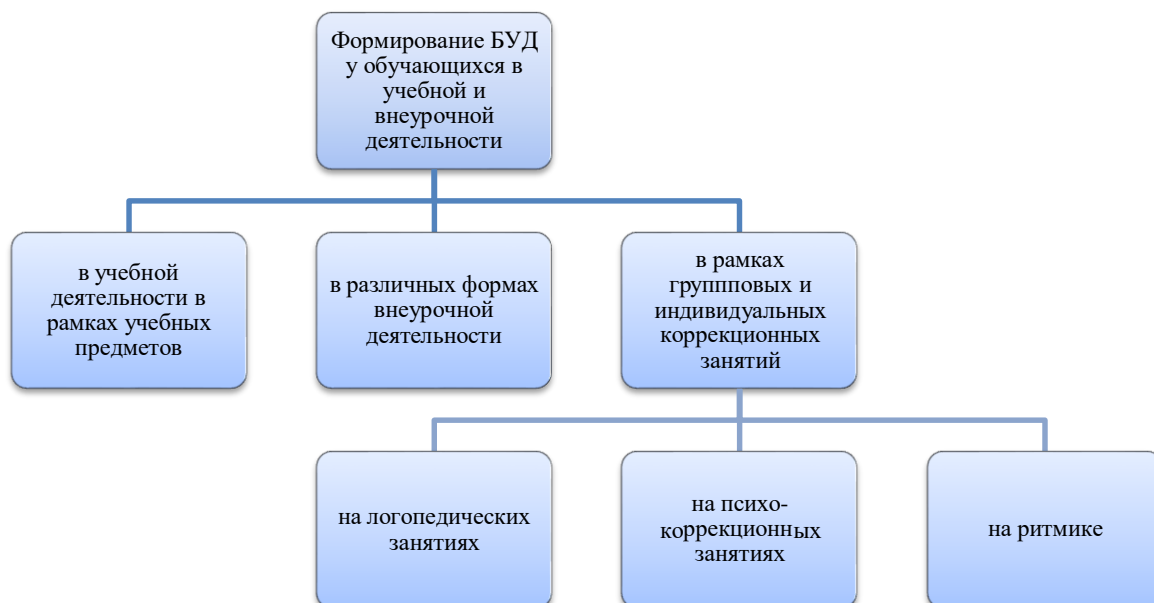 Формирование БУД
у обучающихся в
учебной и
внеурочной
деятельности
в учебной
деятельности в
рамках учебных
предметов
в различных формах
внеурочной
деятельности
в рамках
группповых и
индивидуальных
коррекционных
занятий
на логопедических
занятиях
на психо-
коррекционных
занятиях
на ритмике